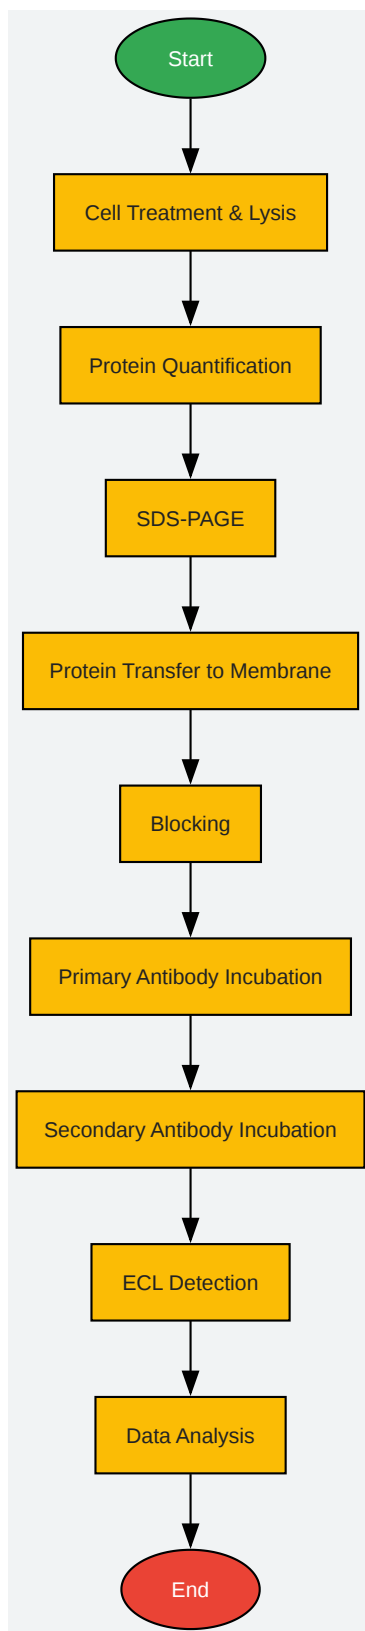 Start
Cell Treatment & Lysis
Protein Quantification
SDS-PAGE
Protein Transfer to Membrane
Blocking
Primary Antibody Incubation
Secondary Antibody Incubation
ECL Detection
Data Analysis
End